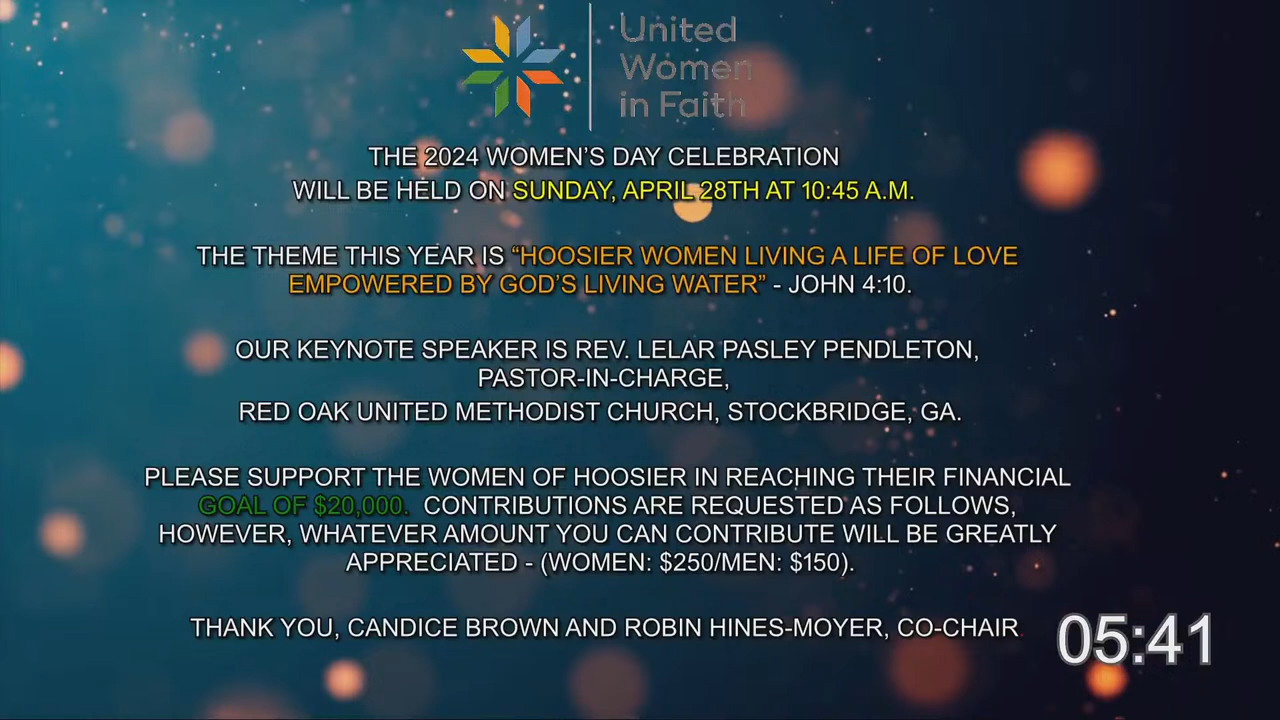 United
Women
in Faith
THE 2024 WOMEN'S DAY CELEBRATION
WILL BE HELD ON SUNDAY, APRIL 28TH AT 10:45 A.M.
THE THEME THIS YEAR IS “HOOSIER WOMEN LIVING A LIFE OF LOVE
EMPOWERED BY GOD'S LIVING WATER” - JOHN 4:10.
OUR KEYNOTE SPEAKER IS REV. LELAR PASLEY PENDLETON,
PASTOR-IN-CHARGE,
RED OAK UNITED METHODIST CHURCH, STOCKBRIDGE, GA.
PLEASE SUPPORT THE WOMEN OF HOOSIER IN REACHING THEIR FINANCIAL
GOAL OF $20,000. CONTRIBUTIONS ARE REQUESTED AS FOLLOWS,
HOWEVER, WHATEVER AMOUNT YOU CAN CONTRIBUTE WILL BE GREATLY
APPRECIATED - (WOMEN: $250/MEN: $150).
THANK YOU, CANDICE BROWN AND ROBIN HINES-MOYER, CO-CHAIR.
05:41